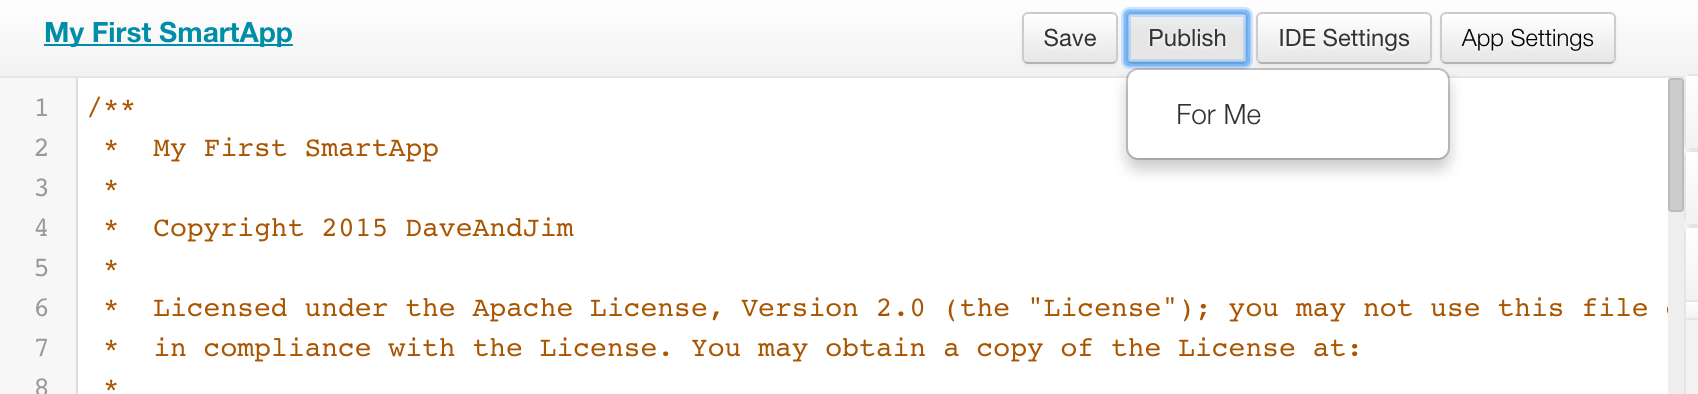 My First SmartApp
Save Publish IDE Settings App Settings
For Me
1 /**
2 * My First SmartApp
3 *
4 * Copyright 2015 DaveAndJim
5 *
6 * Licensed under the Apache License, Version 2.0 (the "License"); you may not use this file
7 * in compliance with the License. You may obtain a copy of the License at:
8 *